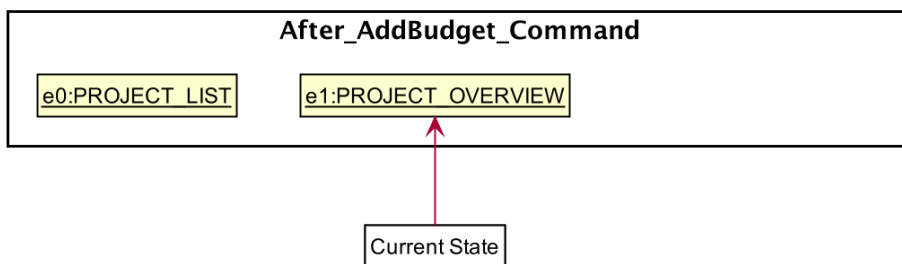 After_AddBudget_Command
e0:PROJECT_LIST
e1:PROJECT_OVERVIEW
Current State